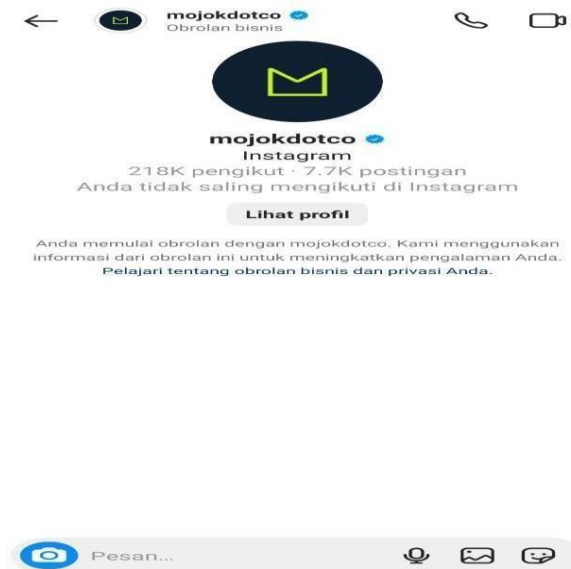 mojokdotco
Obrolan bisnis
mojokdotco
Instagram
218K pengikut · 7.7K postingan
Anda tidak saling mengikuti di Instagram
Lihat profil
Anda memulai obrolan dengan mojokdotco. Kami menggunakan
informasi dari obrolan ini untuk meningkatkan pengalaman Anda.
Pelajari tentang obrolan bisnis dan privasi Anda.
Pesan...